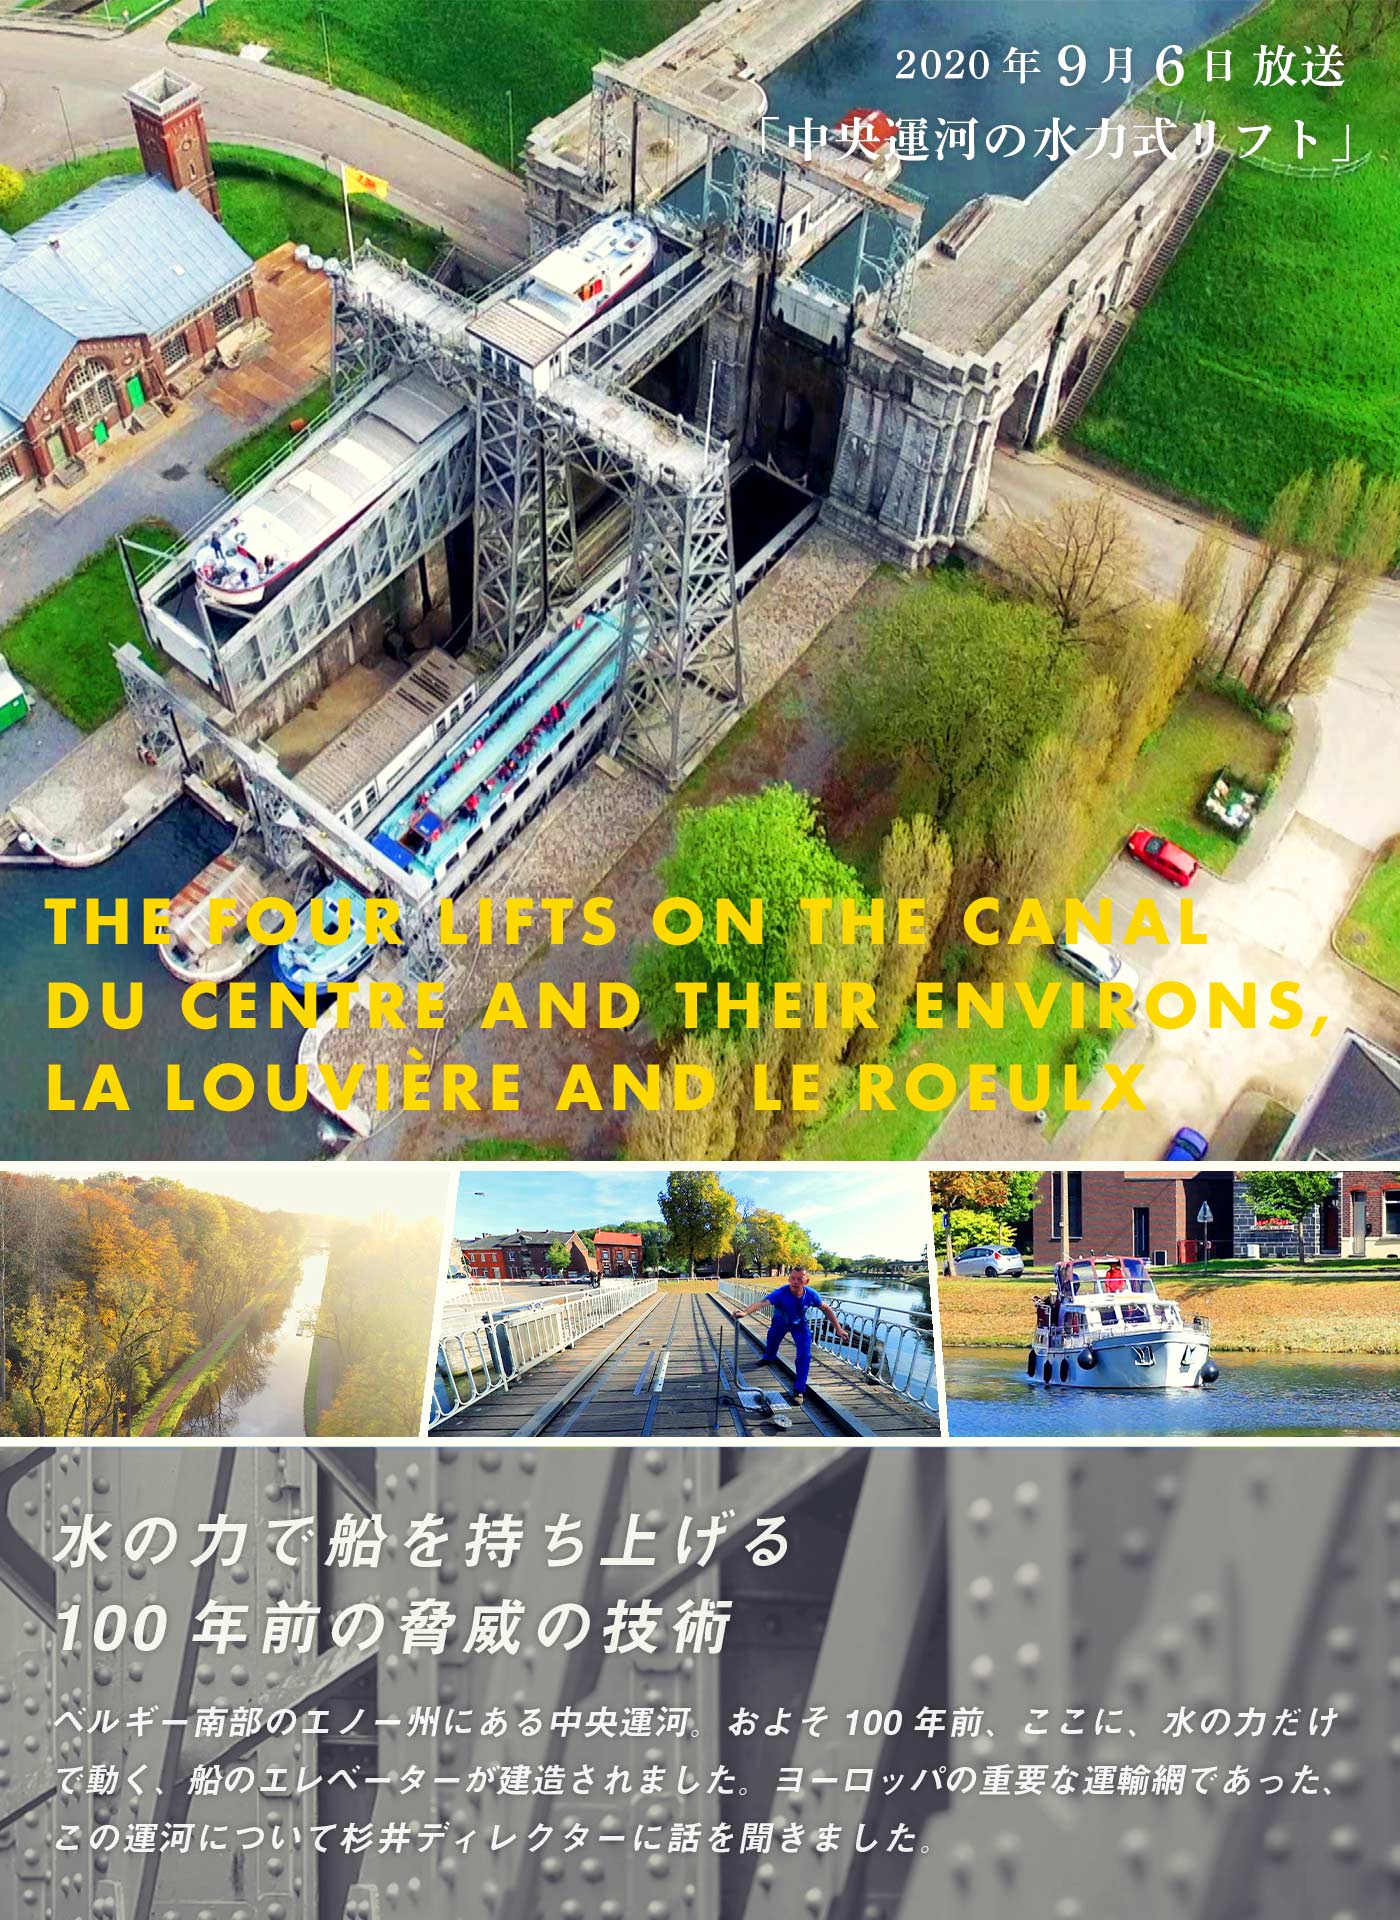 2020年9月6日 放送
「中央運河の水力式リフト」
THE FOUR LIFTS ON THE CANAL
DU CENTRE AND THEIR ENVIRONS,
LA LOUVIÈRE AND LE ROEULX
水の力で船を持ち上げる
100年前の脅威の技術
ベルギー南部のエノー州にある中央運河。およそ100年前、ここに、水の力だけ
で動く、船のエレベーターが建造されました。ヨーロッパの重要な運輸網であった、
この運河について杉井ディレクターに話を聞きました。